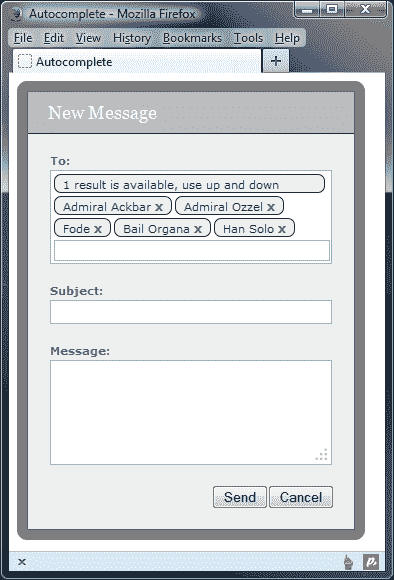 Autocomplete - Mozilla Firefox
File Edit View History Bookmarks Tools Help
Autocomplete +
New Message
To:
1 result is available, use up and down
Admiral Ackbar x Admiral Ozzel x
Fode x Bail Organa x Han Solo x
Subject:
Message:
Send Cancel
x